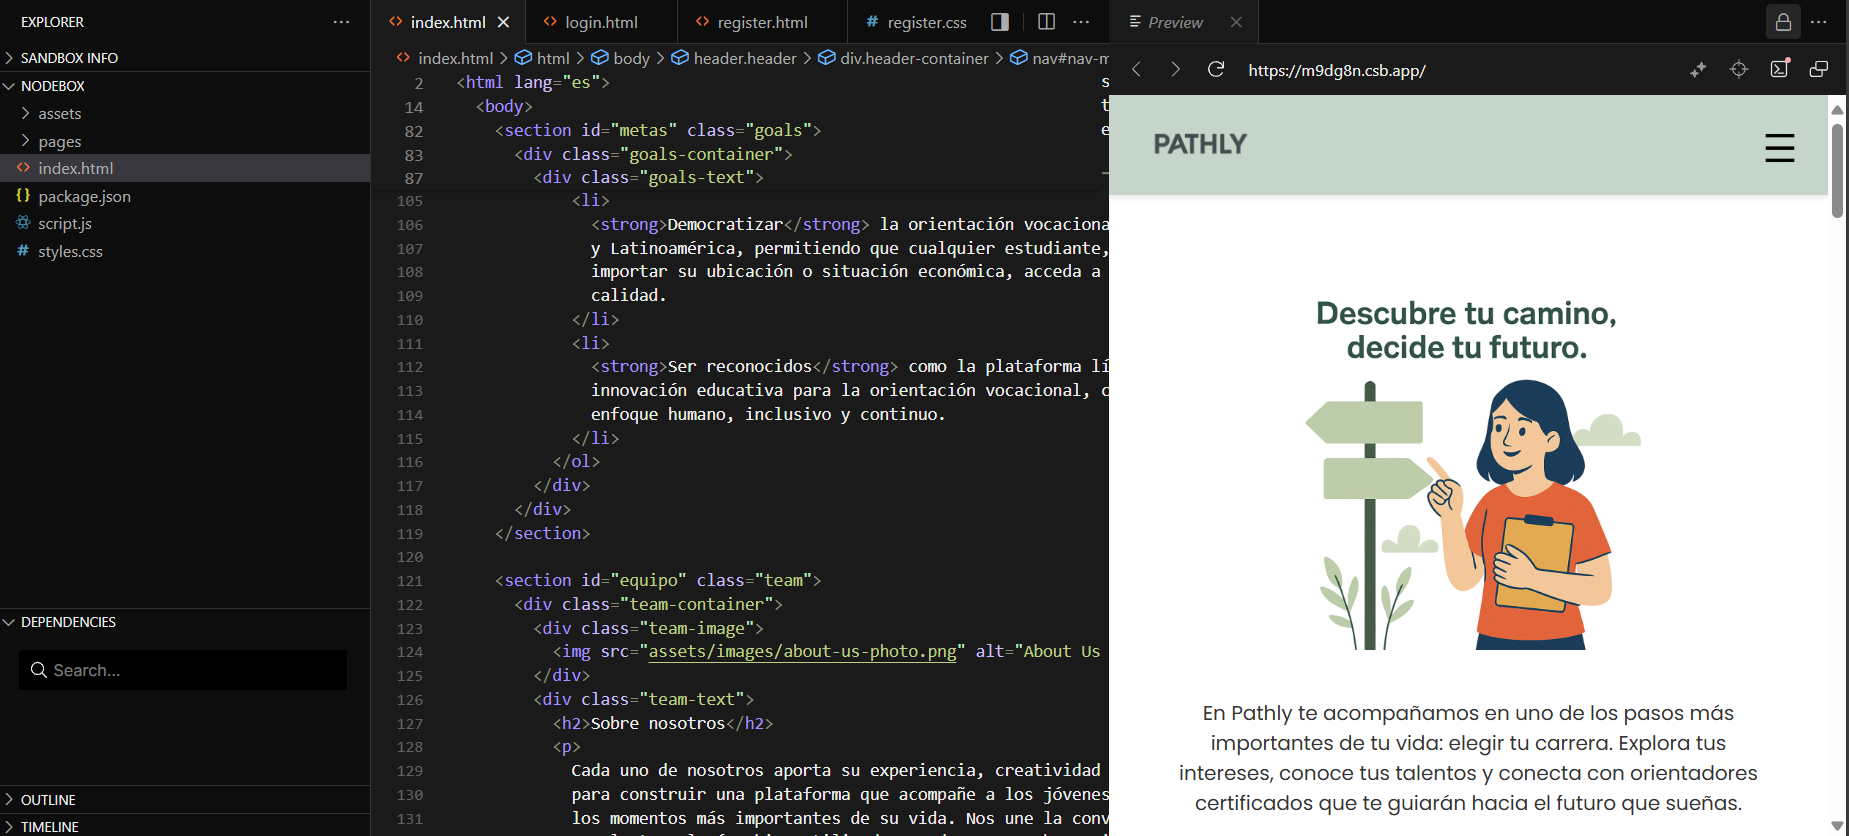 EXPLORER
SANDBOX INFO
NODEBOX
assets
pages
index.html
package.json
script.js
styles.css
DEPENDENCIES
Search...
OUTLINE
TIMELINE
index.html
login.html
register.html
register.css
index.html > html > body > header.header > div.header-container > nav#nav-m
2 <html lang="es">
14 <body>
82 <section id="metas" class="goals">
83 <div class="goals-container">
87 <div class="goals-text">
105 <li>
106 <strong>Democratizar</strong> la orientación vocaciona
107 y Latinoamérica, permitiendo que cualquier estudiante,
108 importar su ubicación o situación económica, acceda a
109 calidad.
110 </li>
111 <li>
112 <strong>Ser reconocidos</strong> como la plataforma lí
113 innovación educativa para la orientación vocacional, c
114 enfoque humano, inclusivo y continuo.
115 </li>
116 </ol>
117 </div>
118 </div>
119 </section>
120
121 <section id="equipo" class="team">
122 <div class="team-container">
123 <div class="team-image">
124 <img src="assets/images/about-us-photo.png" alt="About Us
125 </div>
126 <div class="team-text">
127 <h2>Sobre nosotros</h2>
128 <p>
129 Cada uno de nosotros aporta su experiencia, creatividad
130 para construir una plataforma que acompañe a los jóvenes
131 los momentos más importantes de su vida. Nos une la conv
Preview
https://m9dg8n.csb.app/
PATHLY
Descubre tu camino,
decide tu futuro.
En Pathly te acompañamos en uno de los pasos más
importantes de tu vida: elegir tu carrera. Explora tus
intereses, conoce tus talentos y conecta con orientadores
certificados que te guiarán hacia el futuro que sueñas.